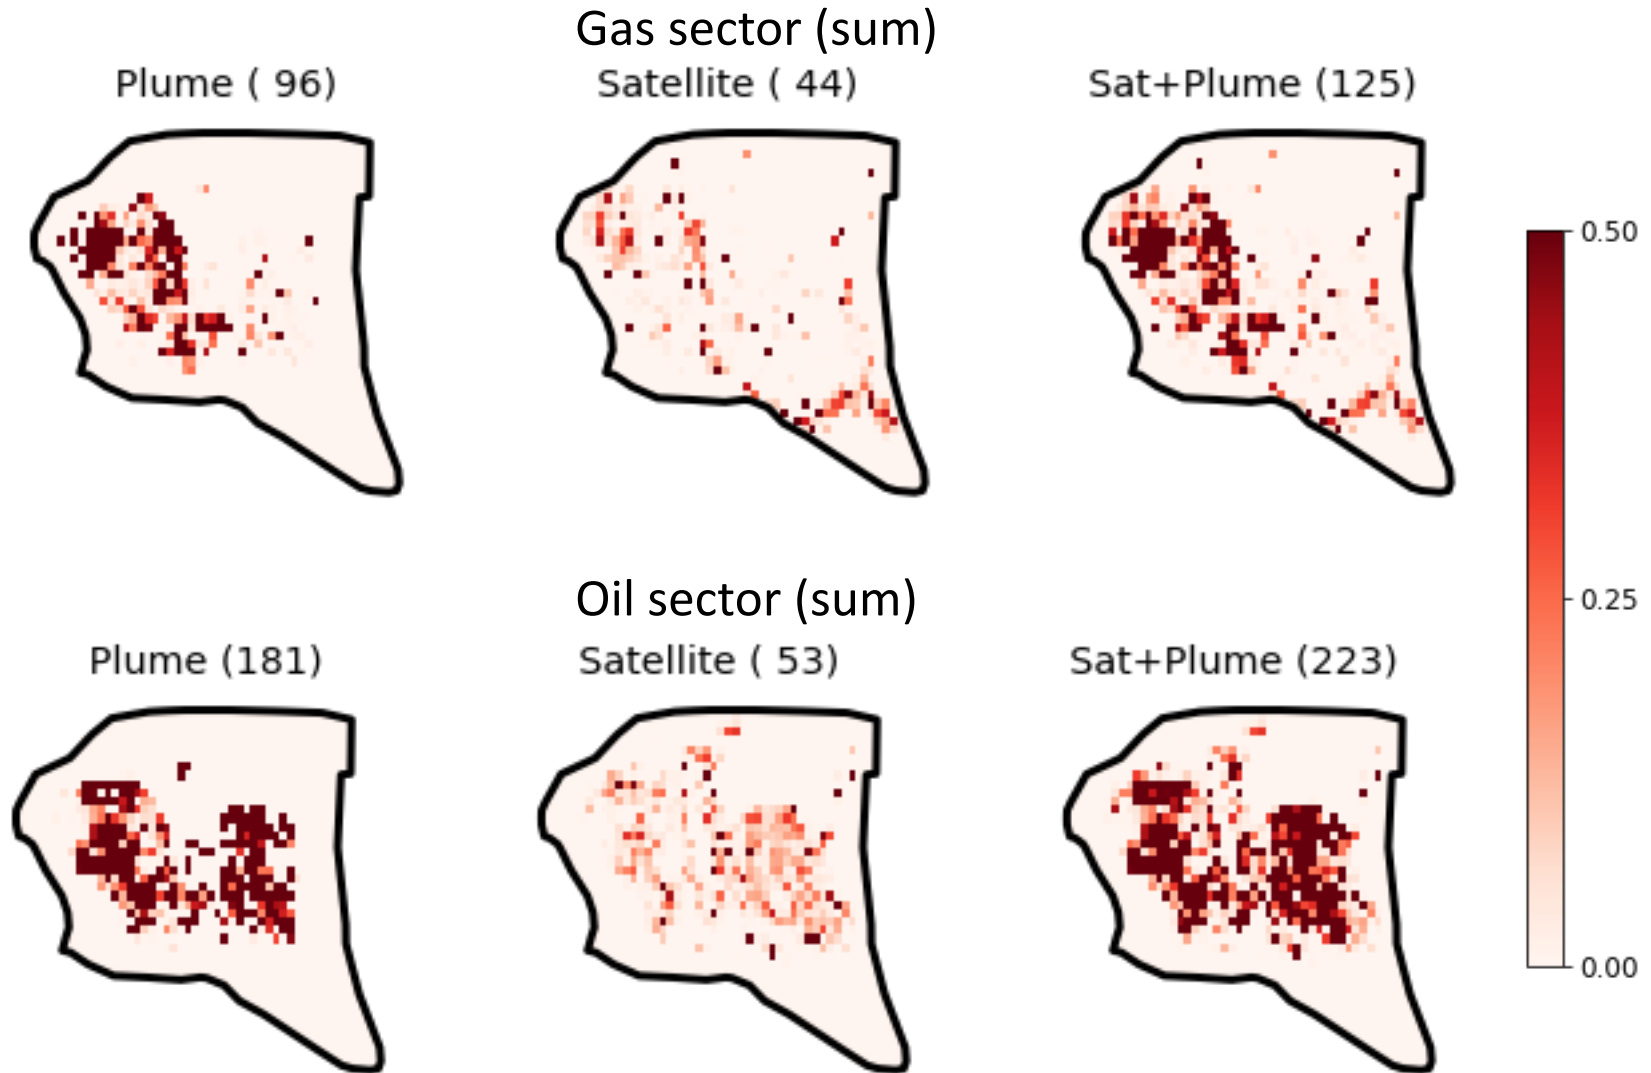 Gas sector (sum)
Plume ( 96) Satellite ( 44) Sat+Plume (125)
0.50
Oil sector (sum)
0.25
Plume (181) Satellite ( 53) Sat+Plume (223)
0.00